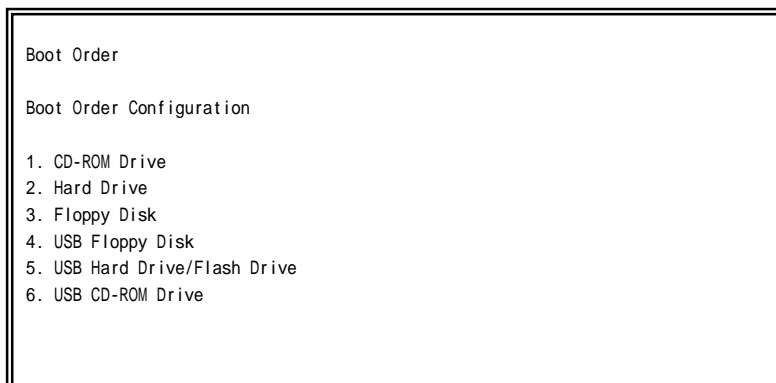 Boot Order
Boot Order Configuration
1. CD-ROM Drive
2. Hard Drive
3. Floppy Disk
4. USB Floppy Disk
5. USB Hard Drive/Flash Drive
6. USB CD-ROM Drive